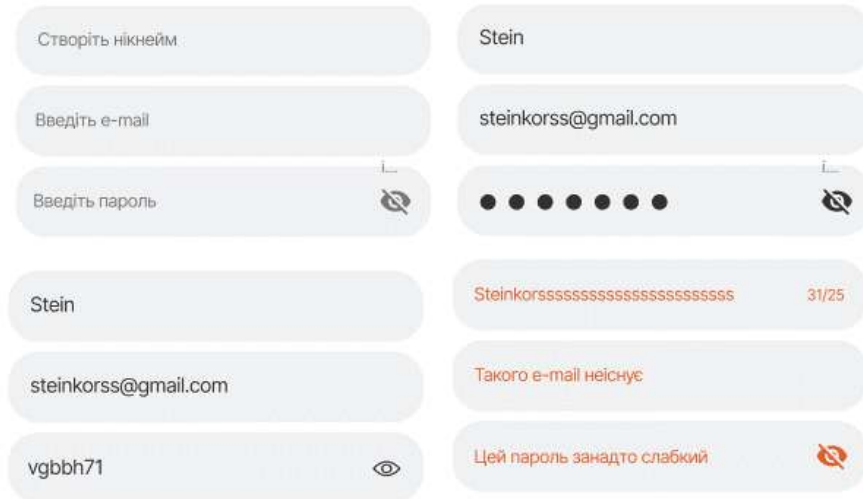 Створіть нікнейм
Введіть e-mail
Введіть пароль
Stein
steinkorss@gmail.com
Stein
steinkorss@gmail.com
vgbbh71
Steinkorsssssssssssssssssssssss 31/25
Такого e-mail неіснує
Цей пароль занадто слабкий